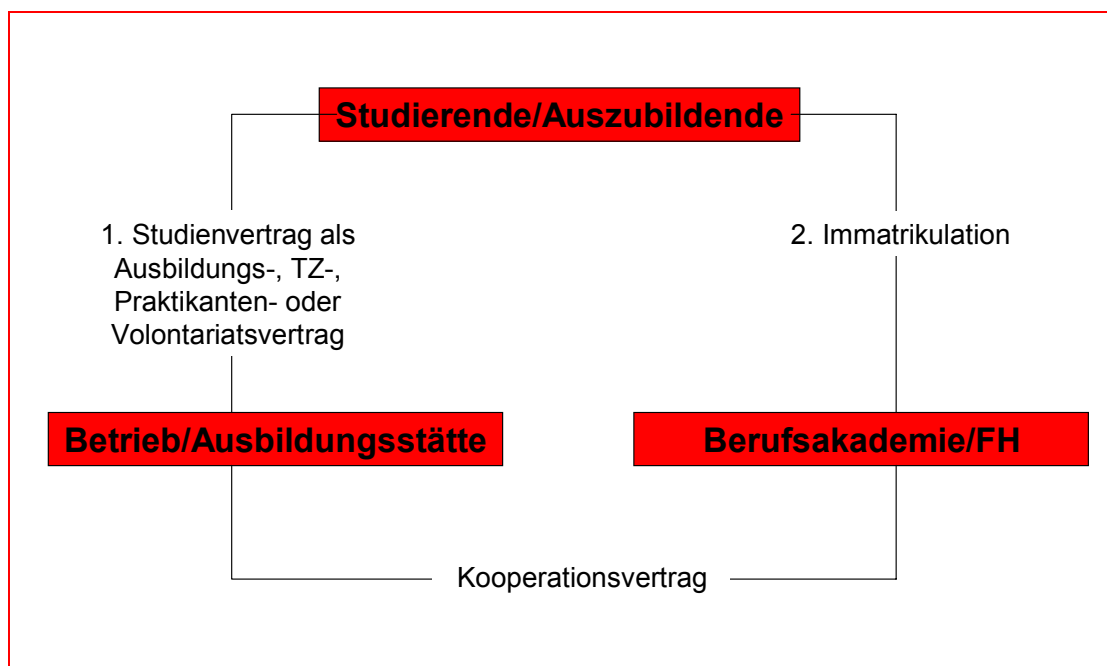 Studierende/Auszubildende
1. Studienvertrag als
Ausbildungs-, TZ-,
Praktikanten- oder
Volontariatsvertrag
2. Immatrikulation
Betrieb/Ausbildungsstätte
Berufsakademie/FH
Kooperationsvertrag